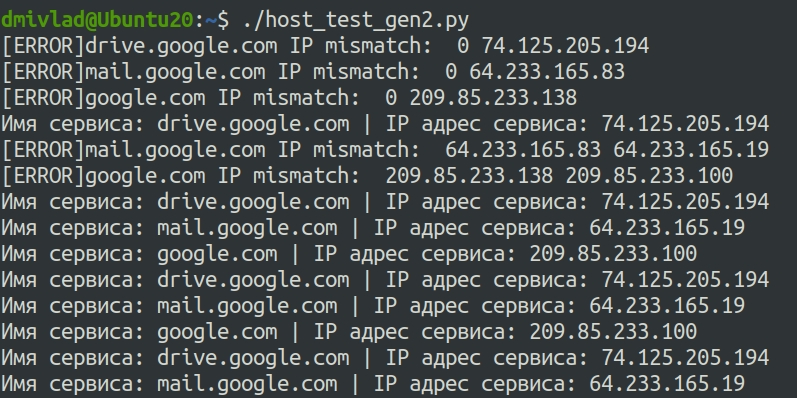 dmivlad@Ubuntu20:~$ ./host_test_gen2.py
[ERROR]drive.google.com IP mismatch:  0 74.125.205.194
[ERROR]mail.google.com IP mismatch:  0 64.233.165.83
[ERROR]google.com IP mismatch:  0 209.85.233.138
Имя сервиса: drive.google.com | IP адрес сервиса: 74.125.205.194
[ERROR]mail.google.com IP mismatch:  64.233.165.83 64.233.165.19
[ERROR]google.com IP mismatch:  209.85.233.138 209.85.233.100
Имя сервиса: drive.google.com | IP адрес сервиса: 74.125.205.194
Имя сервиса: mail.google.com | IP адрес сервиса: 64.233.165.19
Имя сервиса: google.com | IP адрес сервиса: 209.85.233.100
Имя сервиса: drive.google.com | IP адрес сервиса: 74.125.205.194
Имя сервиса: mail.google.com | IP адрес сервиса: 64.233.165.19
Имя сервиса: google.com | IP адрес сервиса: 209.85.233.100
Имя сервиса: drive.google.com | IP адрес сервиса: 74.125.205.194
Имя сервиса: mail.google.com | IP адрес сервиса: 64.233.165.19